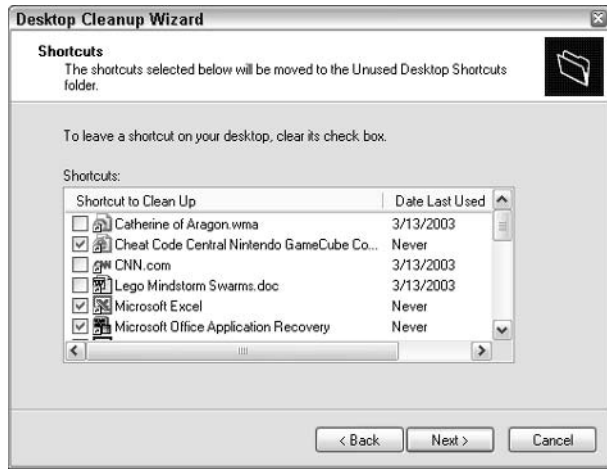 Desktop Cleanup Wizard
Shortcuts
The shortcuts selected below will be moved to the Unused Desktop Shortcuts
folder.
To leave a shortcut on your desktop, clear its check box.
Shortcuts:
Shortcut to Clean Up Date Last Used
Catherine of Aragon.wma 3/13/2003
Cheat Code Central Nintendo GameCube Co... Never
CNN.com 3/13/2003
Lego Mindstorm Swarms.doc 3/13/2003
Microsoft Excel Never
Microsoft Office Application Recovery Never
< Back Next > Cancel